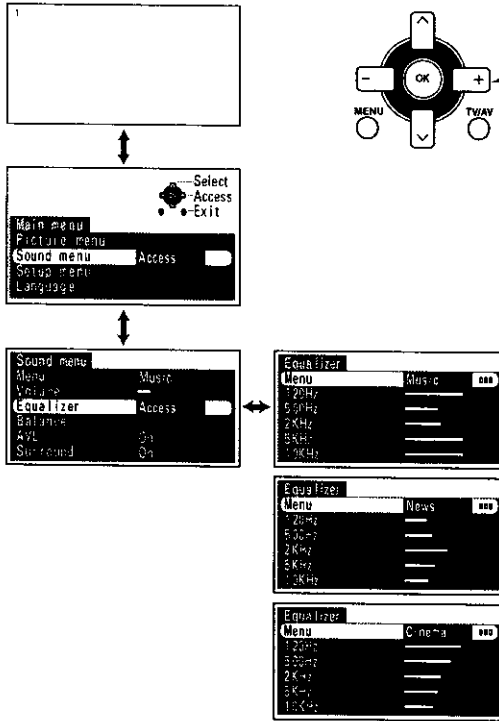 1
OK
-
+
MENU
TV/AV
Select
Access
Exit
Main menu
Picture menu
Sound menu Access
Setup menu
Language
Sound menu
Menu Music
Volume
Equalizer Access
Balance
AVL On
Surround On
Equalizer
Menu Music
120Hz
500Hz
2KHz
5KHz
10KHz
Equalizer
Menu News
120Hz
500Hz
2KHz
5KHz
10KHz
Equalizer
Menu Cinema
120Hz
500Hz
2KHz
5KHz
10KHz